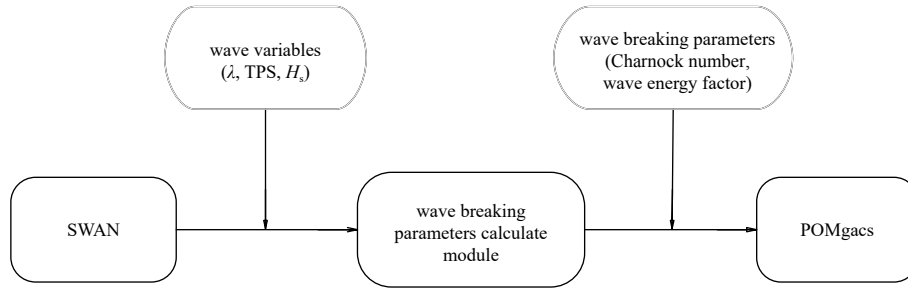 wave variables
(λ, TPS, Hs)
wave breaking parameters
(Charnock number,
wave energy factor)
SWAN
wave breaking
parameters calculate
module
POMgacs